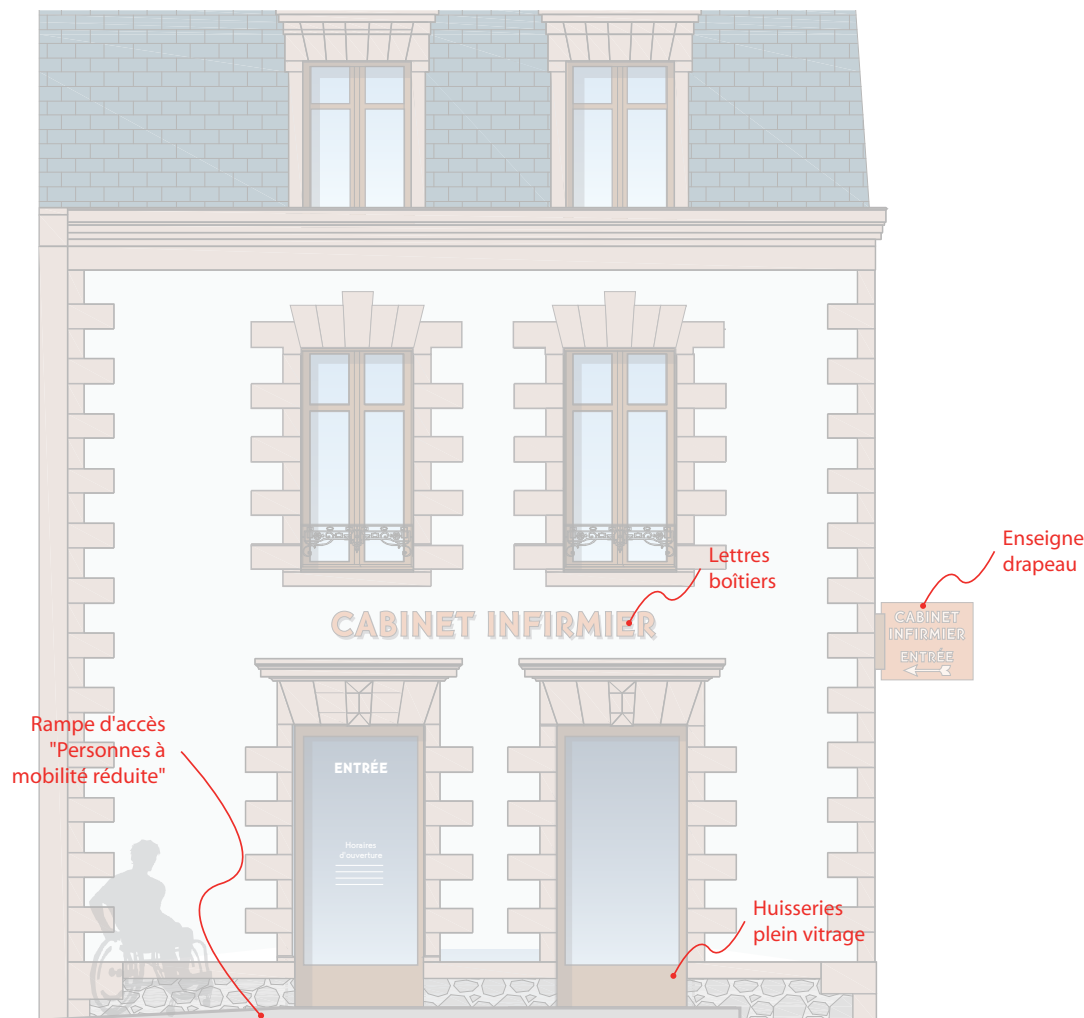 Lettres
boîtiers
Enseigne
drapeau
CABINET INFIRMIER
CABINET
INFIRMIER
ENTRÉE
Rampe d'accès
"Personnes à
mobilité réduite"
ENTRÉE
Horaires
d'ouverture
Huisseries
plein vitrage